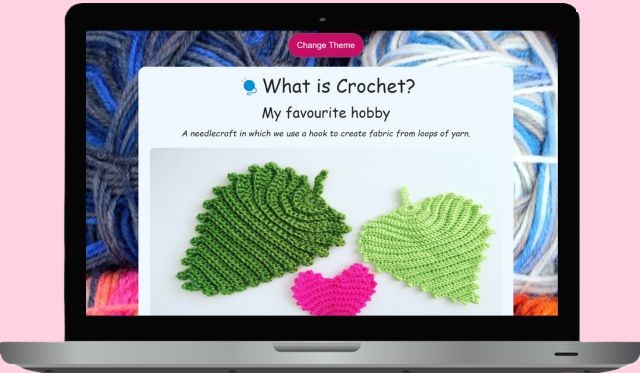 Change Theme
What is Crochet?
My favourite hobby
A needlecraft in which we use a hook to create fabric from loops of yarn.